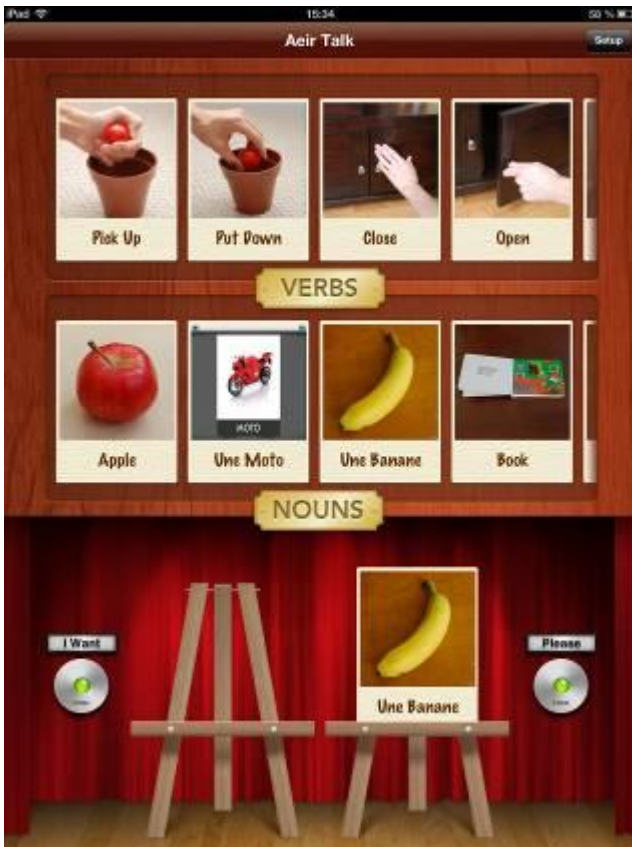 iPad 15:34 50 %
Aeir Talk
Setup
Pick Up Put Down Close Open
VERBS
MOTO
Apple Une Moto Une Banane Book
NOUNS
I Want
Please
Une Banane